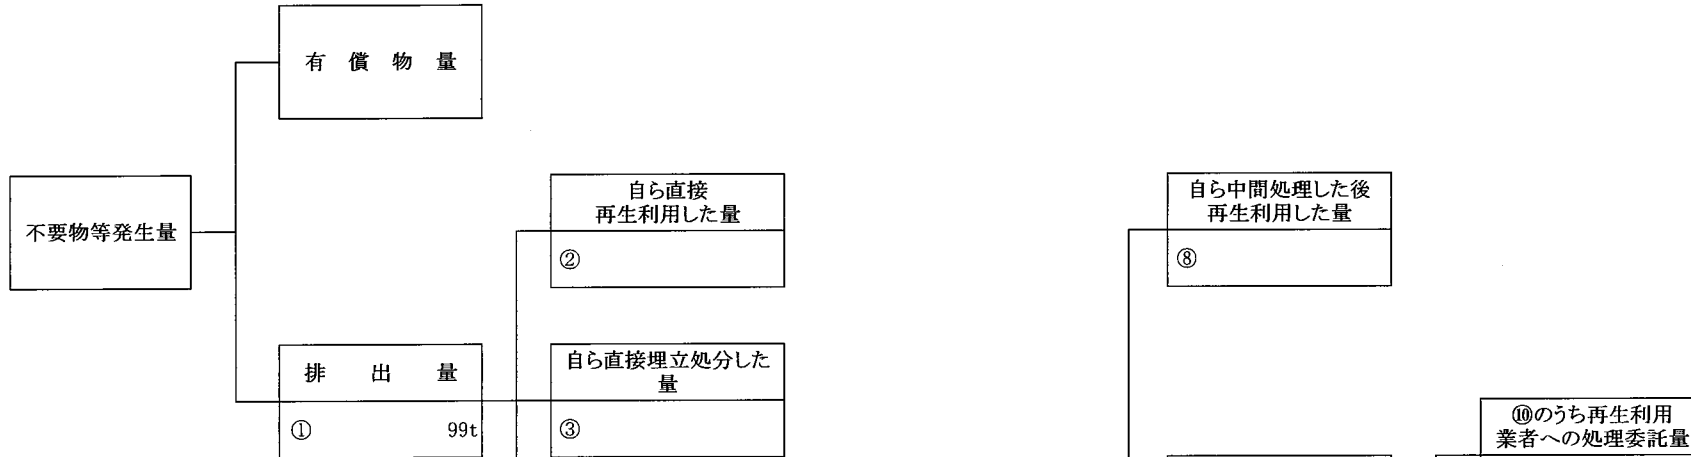 有償物量
自ら直接
再生利用した量
自ら中間処理した後
再生利用した量
不要物等発生量
②
⑧
排出量
自ら直接埋立処分した
量
①
99t
③
⑩のうち再生利用
業者への処理委託量